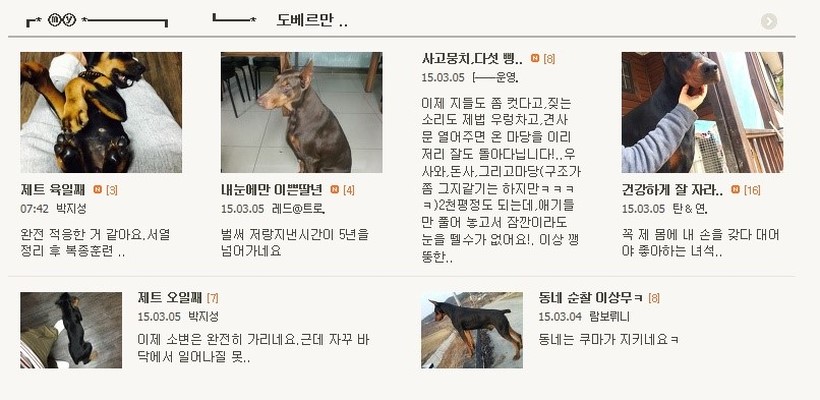 ┏* ⓜⓨ ━━━━━━━┓ ┗━━━* 도베르만 ..
제트 육일째 N [3]
07:42 박지성
완전 적응한 거 같아요,서열
정리 후 복종훈련 ..
내눈에만 이쁜딸년 N [4]
15.03.05 레드@트로.
벌써 저랑지낸시간이 5년을
넘어가네요
사고뭉치,다섯 삥.. N [8]
15.03.05 [━운영.
이제 지들도 쫌 컷다고,짖는
소리도 제법 우렁차고,견사
문 열어주면 온 마당을 이리
저리 잘도 돌아다닙니다!..우
사와,돈사,그리고마당(구조가
쫌 그지같기는 하지만ㅋㅋㅋ
ㅋ)2천평정도 되는데,애기들
만 풀어 놓고서 잠깐이라도
눈을 뗄수가 없어요!. 이상 깽
뚱한..
건강하게 잘 자라.. N [16]
15.03.05 탄&연.
꼭 제 몸에 내 손을 갖다 대어
야 좋아하는 녀석..
제트 오일째 [7]
15.03.05 박지성
이제 소변은 완전히 가리네요,근데 자꾸 바
닥에서 일어나질 못..
동네 순찰 이상무ㅋ [8]
15.03.04 람보뤼니
동네는 쿠마가 지키네요ㅋ